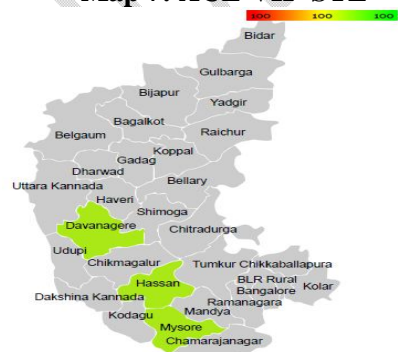 100 100 100
Bidar
Gulbarga
Bijapur
Yadgir
Bagalkot
Raichur
Belgaum
Koppal
Gadag
Dharwad
Bellary
Uttara Kannada
Haveri
Shimoga
Davanagere
Chitradurga
Udupi
Chikmagalur
Tumkur Chikkaballapura
Hassan
BLR Rural
Kolar
Bangalore
Dakshina Kannada
Ramanagara
Kodagu
Mandya
Mysore
Chamarajanagar